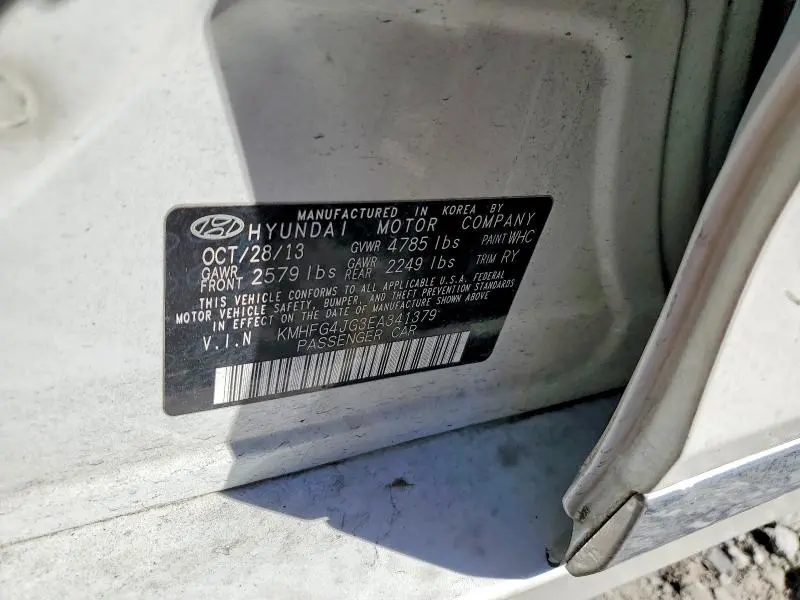 MANUFACTURED IN KOREA BY
HYUNDAI MOTOR COMPANY
OCT/28/13 GVWR 4785 lbs PAINT WHC
GAWR FRONT 2579 lbs GAWR REAR 2249 lbs TRIM RY
THIS VEHICLE CONFORMS TO ALL APPLICABLE U.S.A. FEDERAL
MOTOR VEHICLE SAFETY, BUMPER, AND THEFT PREVENTION STANDARDS
IN EFFECT ON THE DATE OF MANUFACTURE SHOWN ABOVE
V.I.N KMHFG4JG3EA341379
PASSENGER CAR